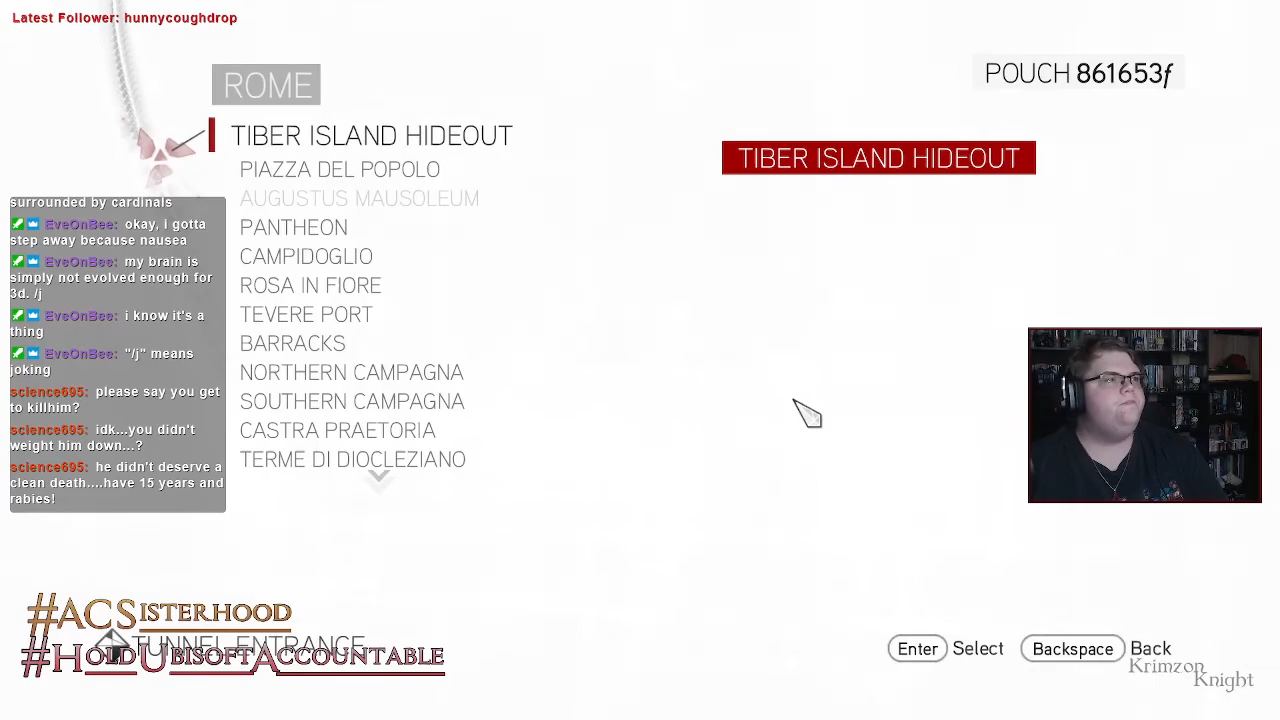 Latest Follower: hunnycoughdrop
ROME
POUCH 861653f
TIBER ISLAND HIDEOUT
PIAZZA DEL POPOLO
AUGUSTUS MAUSOLEUM
PANTHEON
CAMPIDOGLIO
ROSA IN FIORE
TEVERE PORT
BARRACKS
NORTHERN CAMPAGNA
SOUTHERN CAMPAGNA
CASTRA PRAETORIA
TERME DI DIOCLEZIANO
TIBER ISLAND HIDEOUT
surrounded by cardinals
EveOnBee: okay, i gotta
step away because nausea
EveOnBee: my brain is
simply not evolved enough for
3d. /j
EveOnBee: i know it's a
thing
EveOnBee: "/j" means
joking
science695: please say you get
to killhim?
science695: idk...you didn't
weight him down...?
science695: he didn't deserve a
clean death....have 15 years and
rabies!
#ACSISTERHOOD
TUNNEL ENTRANCE
#HOLDUBISOFTACCOUNTABLE
Enter Select Backspace Back
Krimzon
Knight